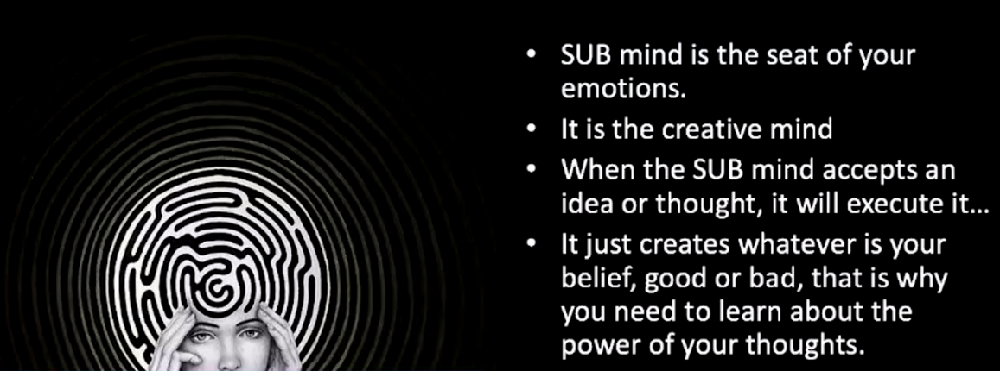 • SUB mind is the seat of your
emotions.
• It is the creative mind
• When the SUB mind accepts an
idea or thought, it will execute it...
• It just creates whatever is your
belief, good or bad, that is why
you need to learn about the
power of your thoughts.